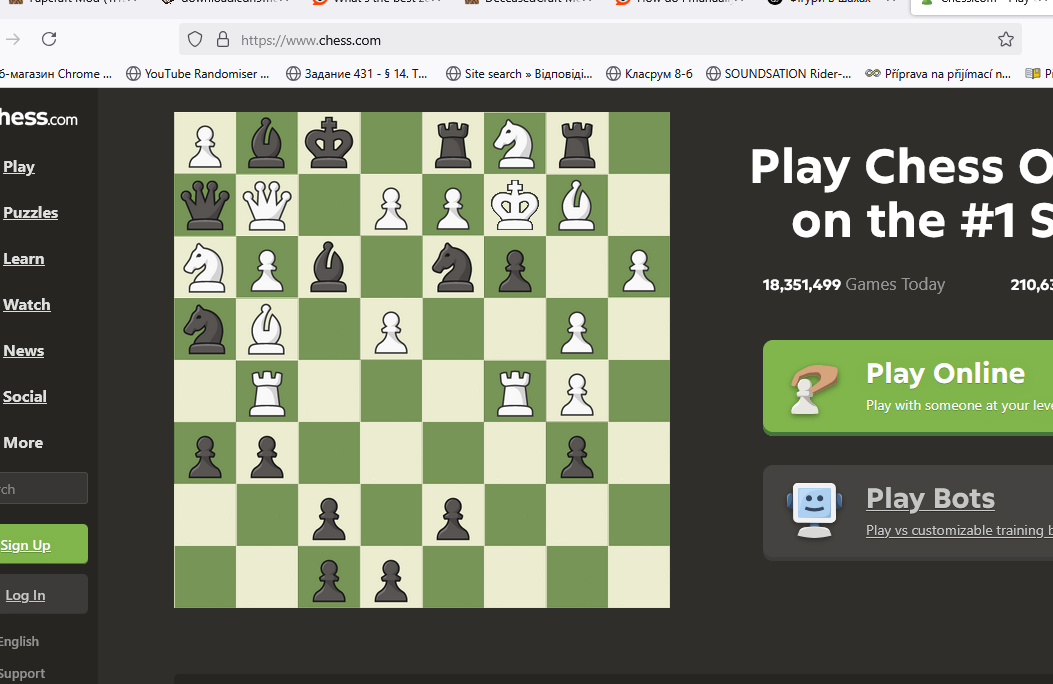 https://www.chess.com
б-магазин Chrome ... YouTube Randomiser ... Задание 431 - § 14. Т... Site search » Відповіді... Класрум 8-б SOUNDSATION Rider-... Příprava na přijímací n...
hess.com
Play
Puzzles
Learn
Watch
News
Social
More
rch
Sign Up
Log In
English
Support
Play Chess O
on the #1 S
18,351,499 Games Today 210,63
Play Online
Play with someone at your leve
Play Bots
Play vs customizable training b